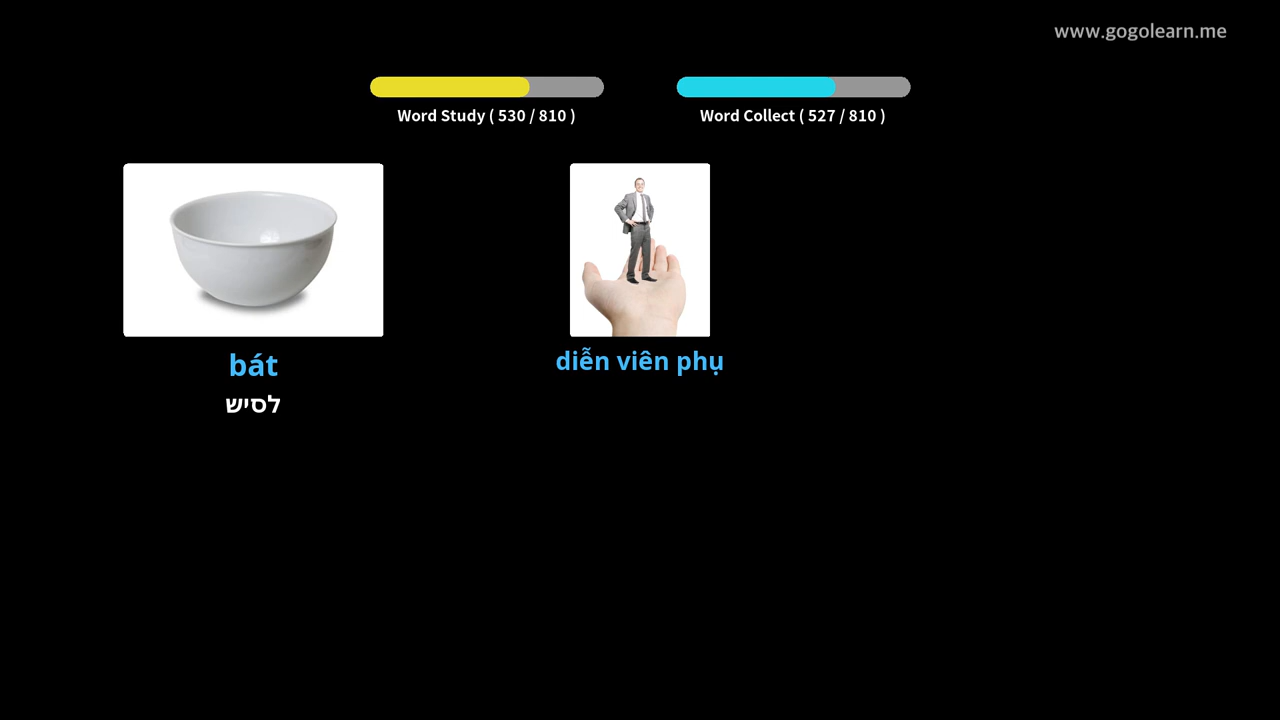 www.gogolearn.me
Word Study ( 530 / 810 )
Word Collect ( 527 / 810 )
bát
לסיש
diễn viên phụ